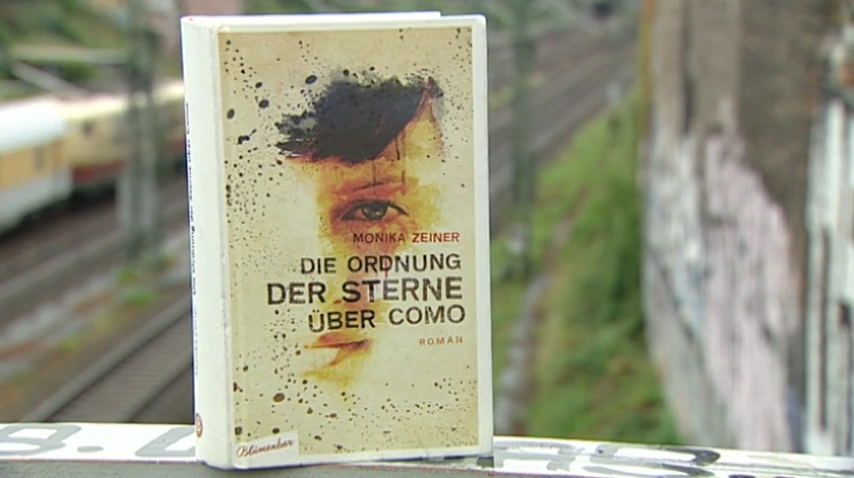 MONIKA ZEINER
DIE ORDNUNG
DER STERNE
ÜBER COMO
ROMAN
Blumenbar